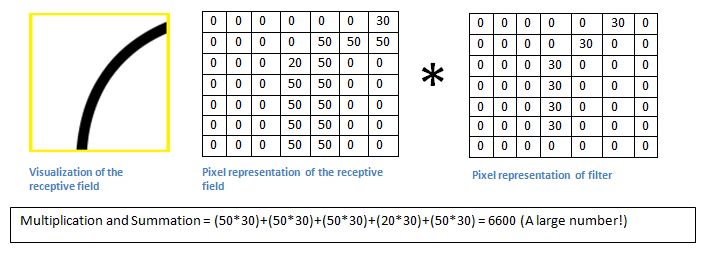 0 0 0 0 0 0 30
0 0 0 0 50 50 50
0 0 0 20 50 0 0
0 0 0 50 50 0 0
0 0 0 50 50 0 0
0 0 0 50 50 0 0
0 0 0 50 50 0 0
*
0 0 0 0 0 30 0
0 0 0 0 30 0 0
0 0 0 30 0 0 0
0 0 0 30 0 0 0
0 0 0 30 0 0 0
0 0 0 30 0 0 0
0 0 0 0 0 0 0
Visualization of the
receptive field
Pixel representation of the receptive
field
Pixel representation of filter
Multiplication and Summation = (50*30)+(50*30)+(50*30)+(20*30)+(50*30) = 6600 (A large number!)